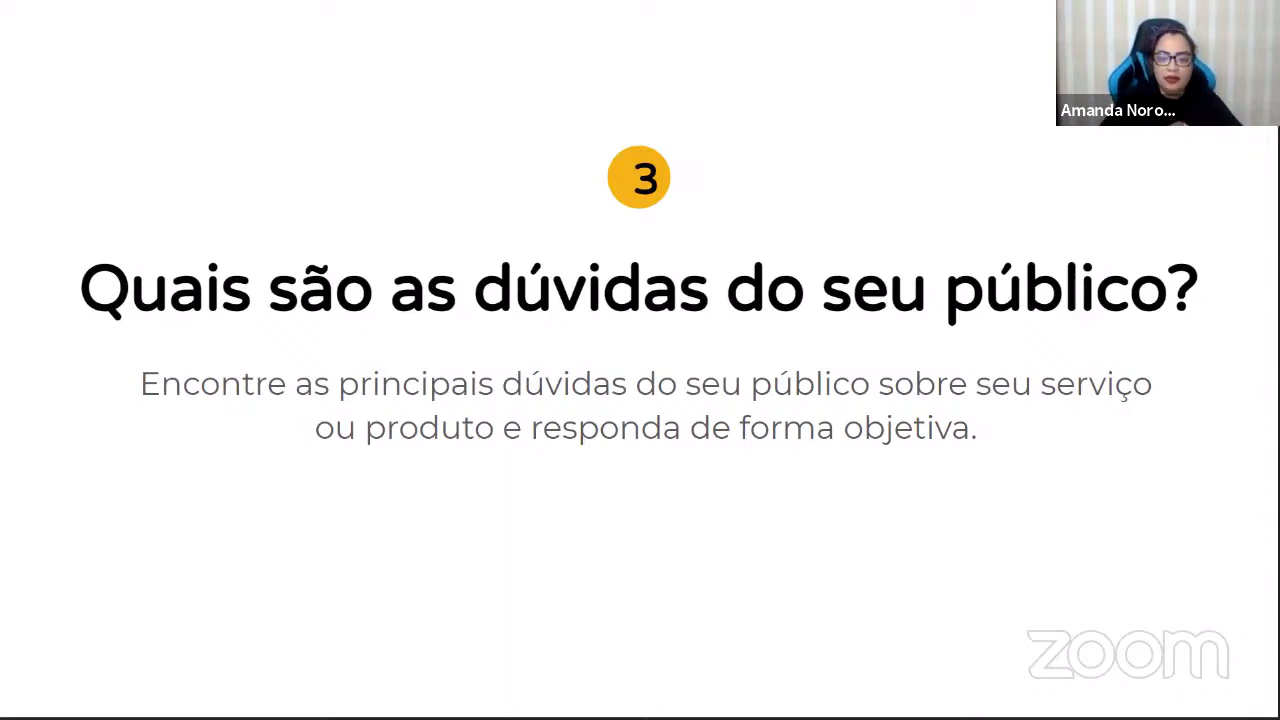 Amanda Noro...
3
Quais são as dúvidas do seu público?
Encontre as principais dúvidas do seu público sobre seu serviço
ou produto e responda de forma objetiva.
zoom